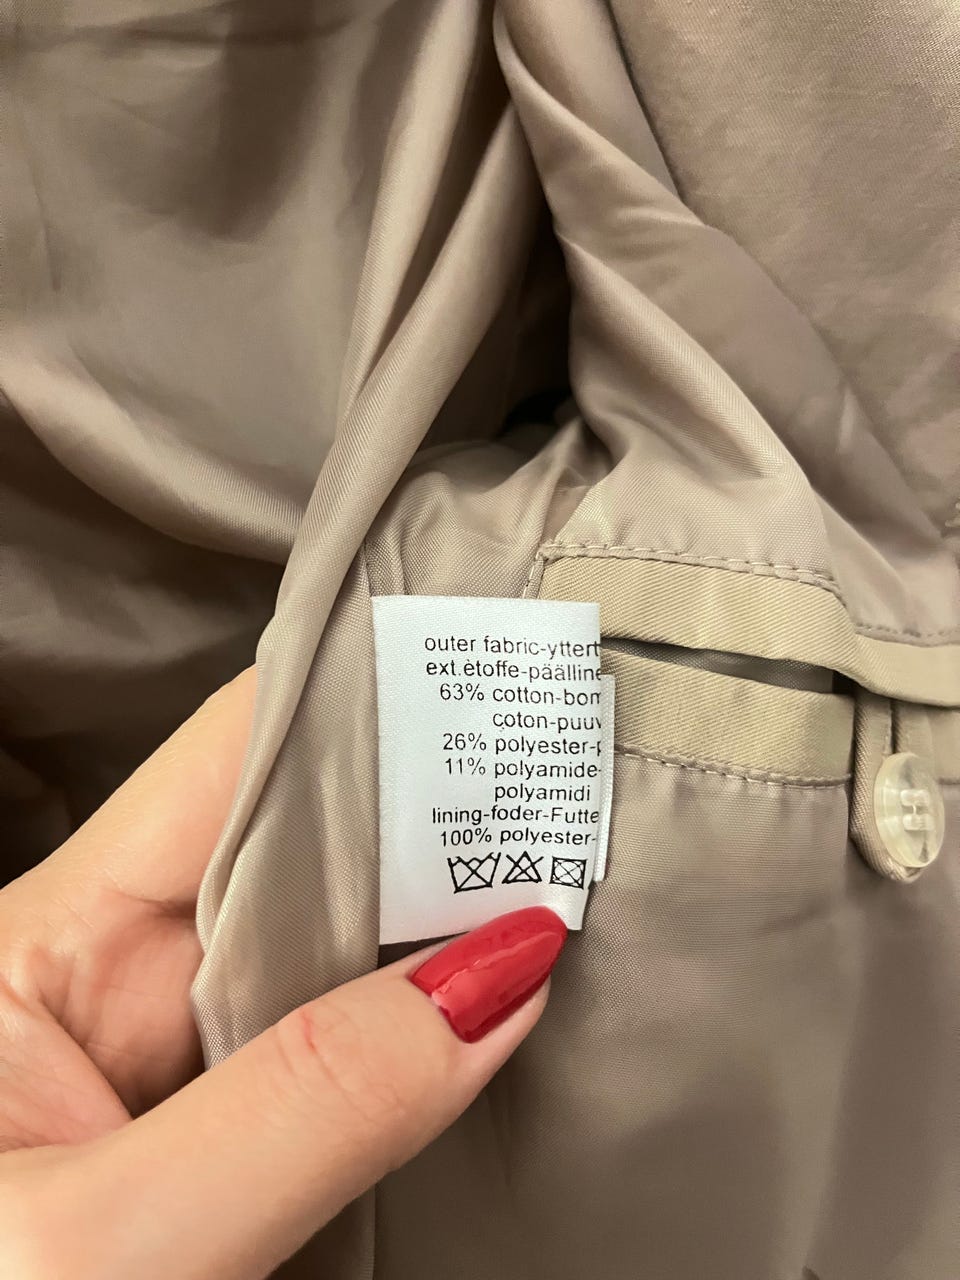 outer fabric-yttert
ext.ètoffe-päälline
63% cotton-bom
coton-puuv
26% polyester-p
11% polyamide-
polyamidi
lining-foder-Futte
100% polyester-